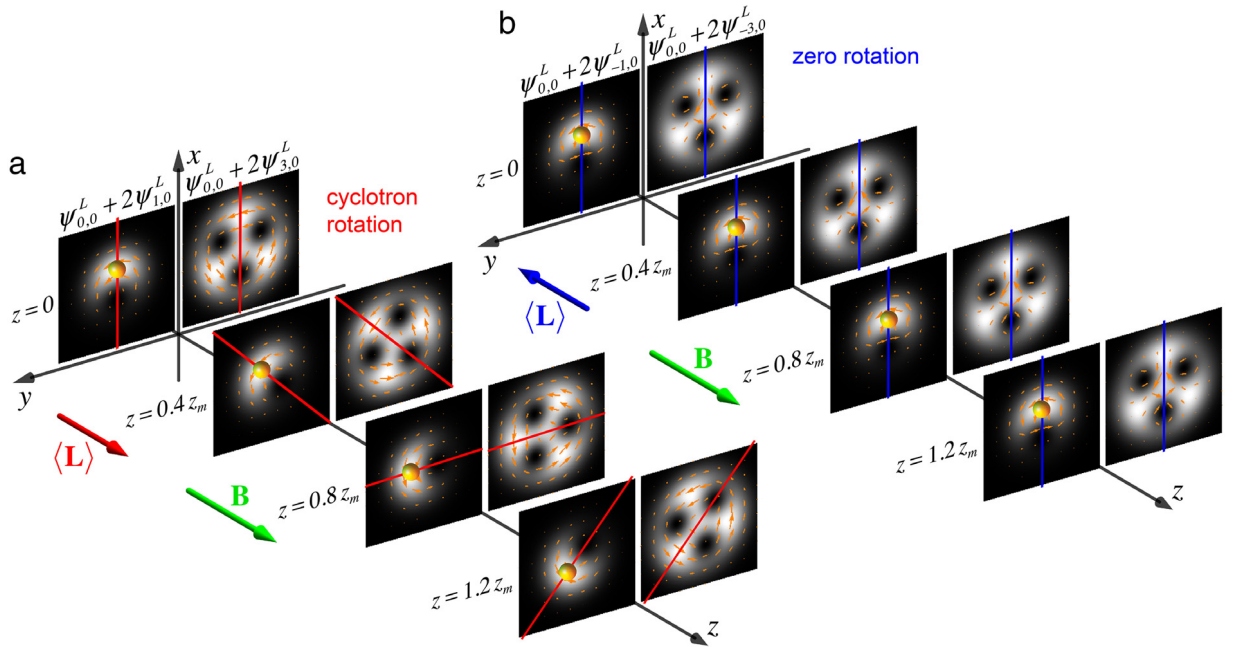 a
x
ψ^L_{0,0} + 2ψ^L_{1,0}
ψ^L_{0,0} + 2ψ^L_{3,0}
cyclotron
rotation
z = 0
y
z = 0.4 z_m
⟨L⟩
B
z = 0.8 z_m
z = 1.2 z_m
z
b
x
ψ^L_{0,0} + 2ψ^L_{-1,0}
ψ^L_{0,0} + 2ψ^L_{-3,0}
zero rotation
z = 0
y
z = 0.4 z_m
⟨L⟩
B
z = 0.8 z_m
z = 1.2 z_m
z